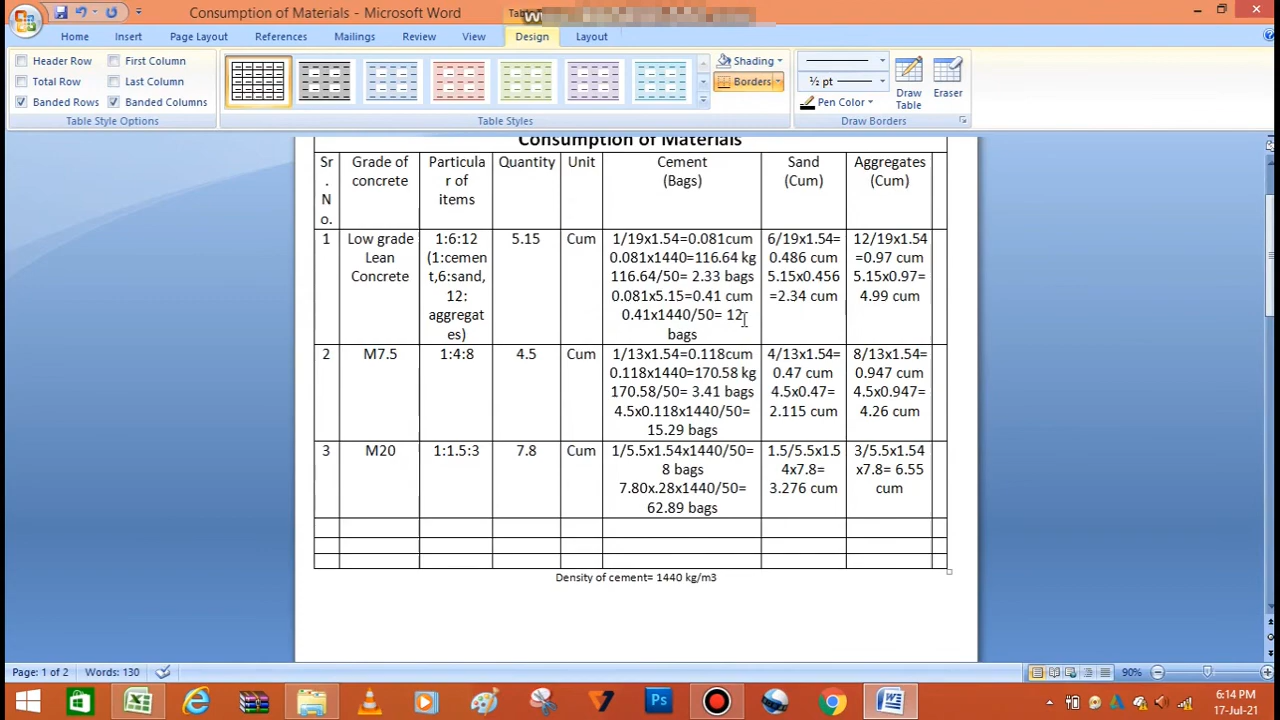 Consumption of Materials - Microsoft Word
Home Insert Page Layout References Mailings Review View Design Layout
Header Row First Column
Total Row Last Column
Banded Rows Banded Columns
Table Style Options
Table Styles
Shading
Borders
½ pt
Pen Color
Draw
Table
Eraser
Draw Borders
Consumption of Materials
Sr
.
N
o.
Grade of
concrete
Particula
r of
items
Quantity
Unit
Cement
(Bags)
Sand
(Cum)
Aggregates
(Cum)
1
Low grade
Lean
Concrete
1:6:12
(1:cemen
t,6:sand,
12:
aggregat
es)
5.15
Cum
1/19x1.54=0.081cum
0.081x1440=116.64 kg
116.64/50= 2.33 bags
0.081x5.15=0.41 cum
0.41x1440/50= 12
bags
6/19x1.54=
0.486 cum
5.15x0.456
=2.34 cum
12/19x1.54
=0.97 cum
5.15x0.97=
4.99 cum
2
M7.5
1:4:8
4.5
Cum
1/13x1.54=0.118cum
0.118x1440=170.58 kg
170.58/50= 3.41 bags
4.5x0.118x1440/50=
15.29 bags
4/13x1.54=
0.47 cum
4.5x0.47=
2.115 cum
8/13x1.54=
0.947 cum
4.5x0.947=
4.26 cum
3
M20
1:1.5:3
7.8
Cum
1/5.5x1.54x1440/50=
8 bags
7.80x.28x1440/50=
62.89 bags
1.5/5.5x1.5
4x7.8=
3.276 cum
3/5.5x1.54
x7.8= 6.55
cum
Density of cement= 1440 kg/m3
Page: 1 of 2 Words: 130
90%
Ps
6:14 PM
17-Jul-21